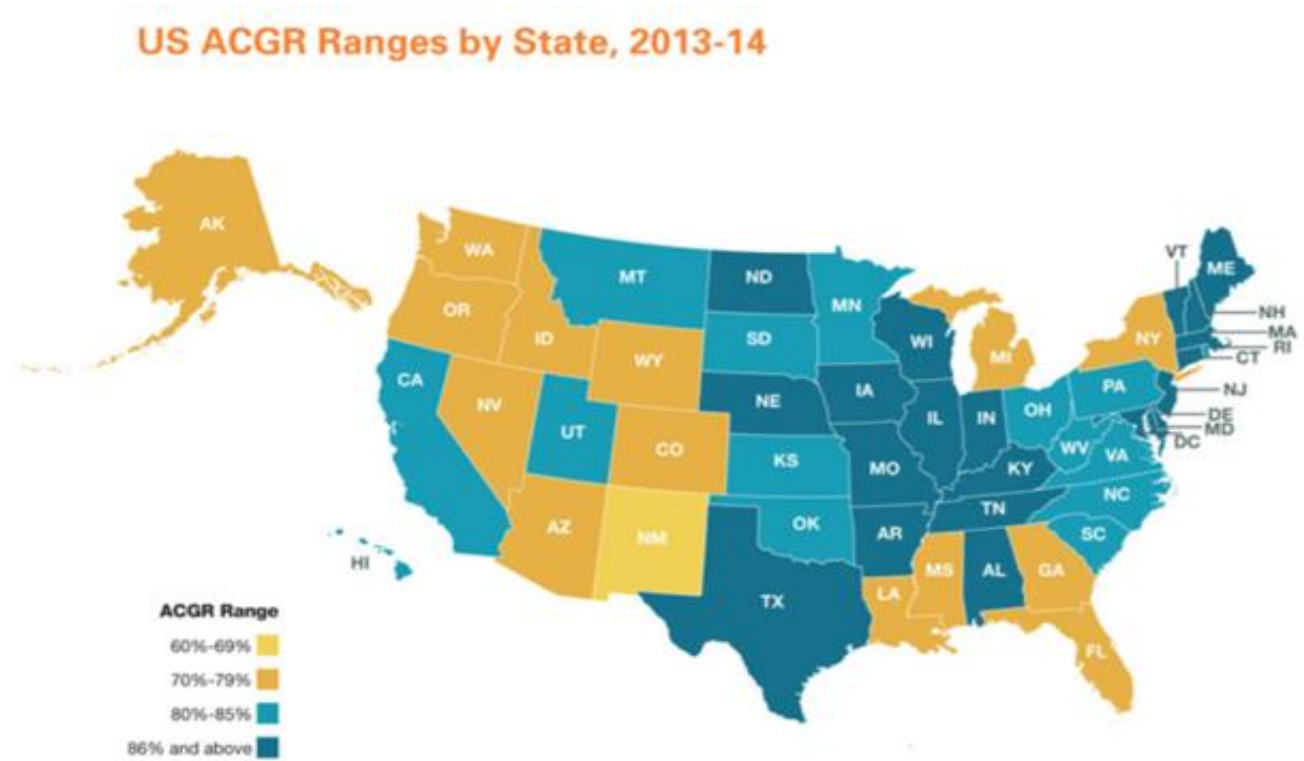 US ACGR Ranges by State, 2013-14
AK
WA
MT
ND
MN
VT
ME
OR
ID
WY
SD
WI
MI
NY
NH
MA
RI
CT
CA
NV
UT
CO
NE
IA
IL
IN
OH
PA
NJ
DE
MD
DC
KS
MO
KY
WV
VA
AZ
NM
OK
AR
TN
NC
SC
HI
TX
LA
MS
AL
GA
FL
ACGR Range
60%-69%
70%-79%
80%-85%
86% and above